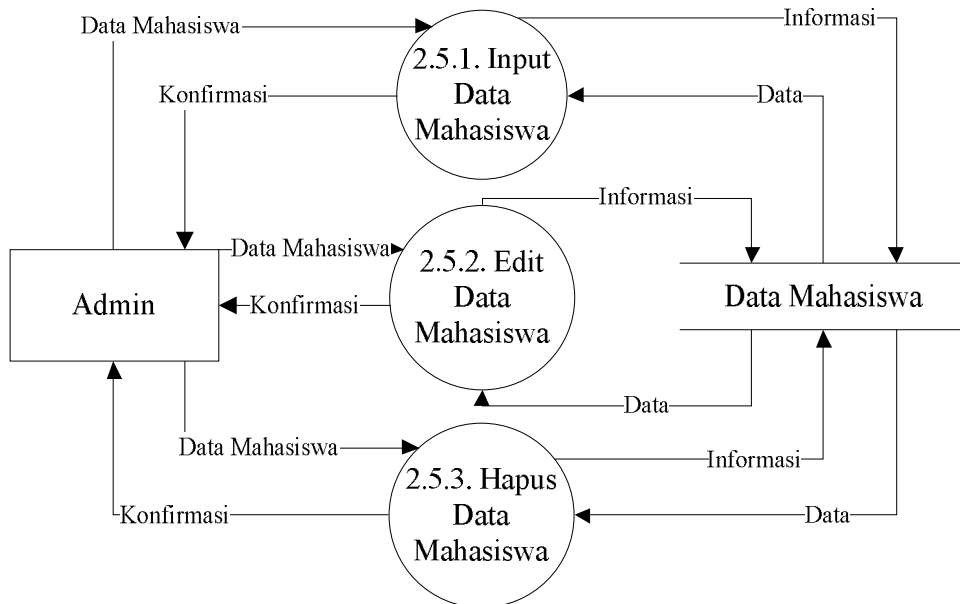 Data Mahasiswa
Informasi
2.5.1. Input
Data
Mahasiswa
Konfirmasi
Data
Informasi
Data Mahasiswa
2.5.2. Edit
Data
Mahasiswa
Admin
Konfirmasi
Data Mahasiswa
Data
Data Mahasiswa
Informasi
2.5.3. Hapus
Data
Mahasiswa
Konfirmasi
Data